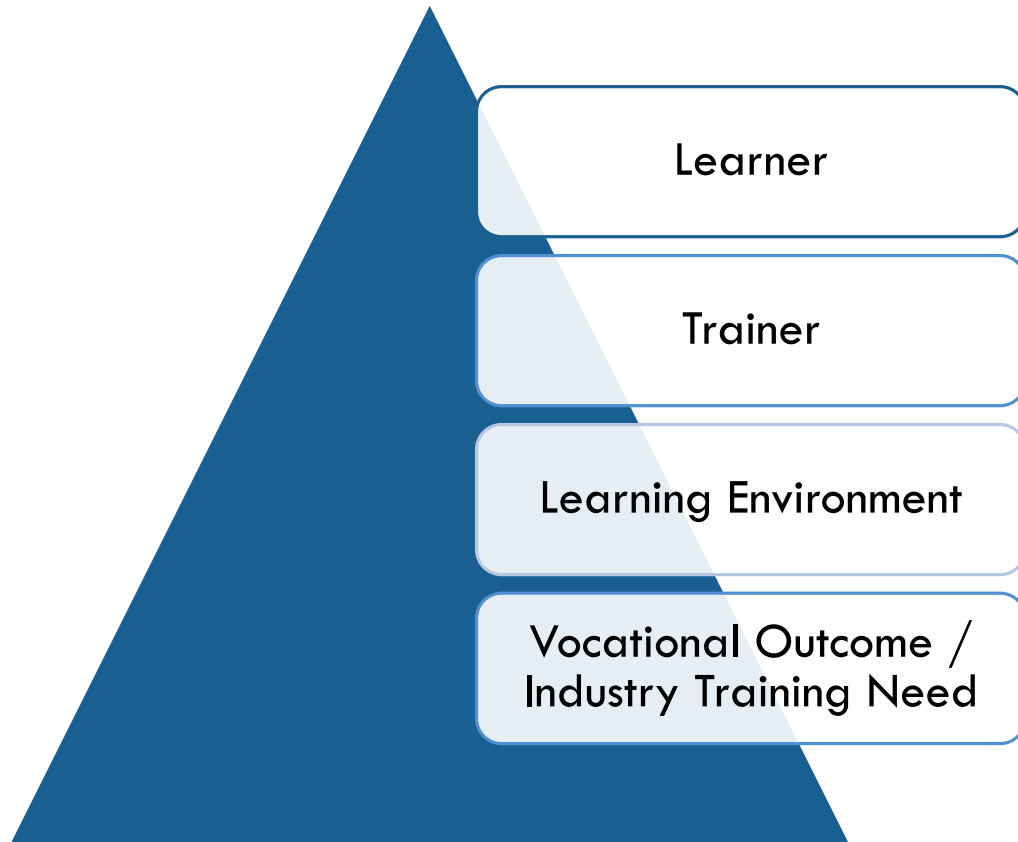 Learner
Trainer
Learning Environment
Vocational Outcome /
Industry Training Need